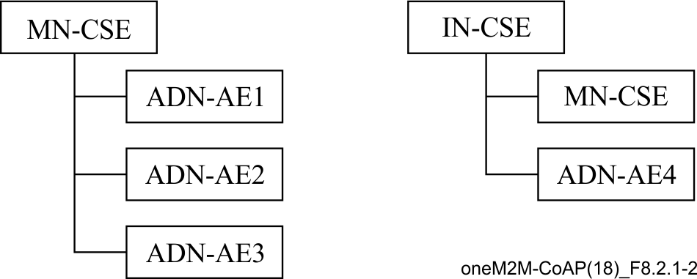 MN-CSE
ADN-AE1
ADN-AE2
ADN-AE3
IN-CSE
MN-CSE
ADN-AE4
oneM2M-CoAP(18)_F8.2.1-2